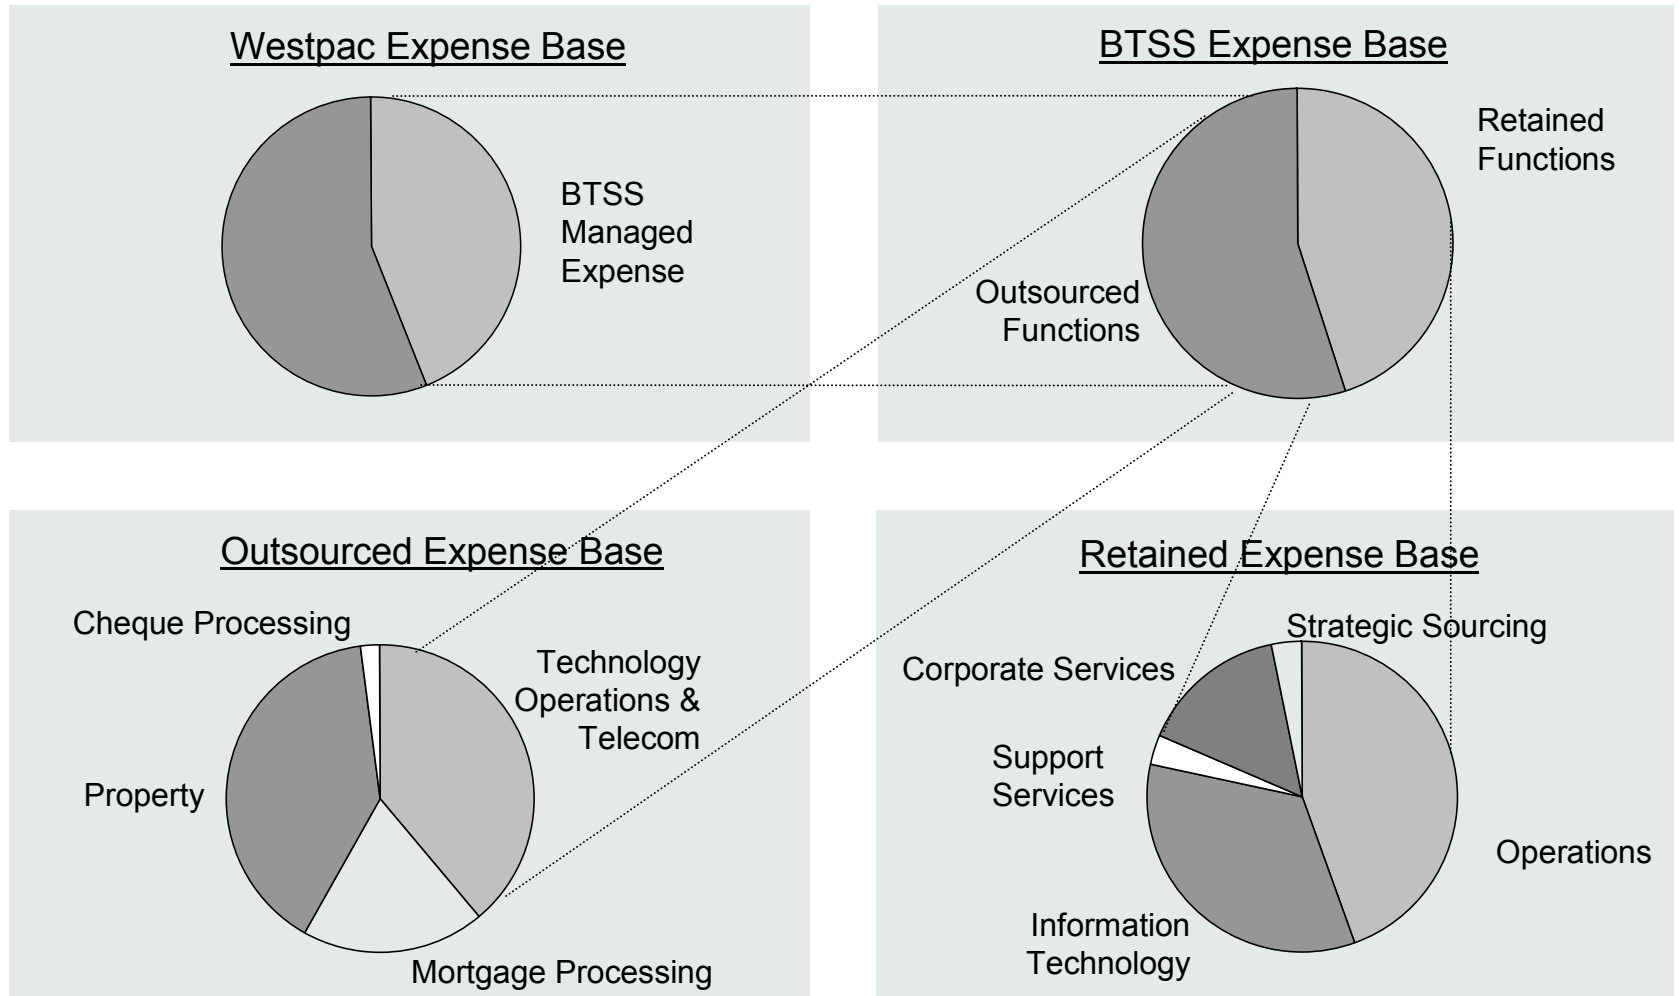 Westpac Expense Base
BTSS
Managed
Expense
BTSS Expense Base
Retained
Functions
Outsourced
Functions
Outsourced Expense Base
Cheque Processing
Technology
Operations &
Telecom
Property
Mortgage Processing
Retained Expense Base
Strategic Sourcing
Corporate Services
Support
Services
Operations
Information
Technology